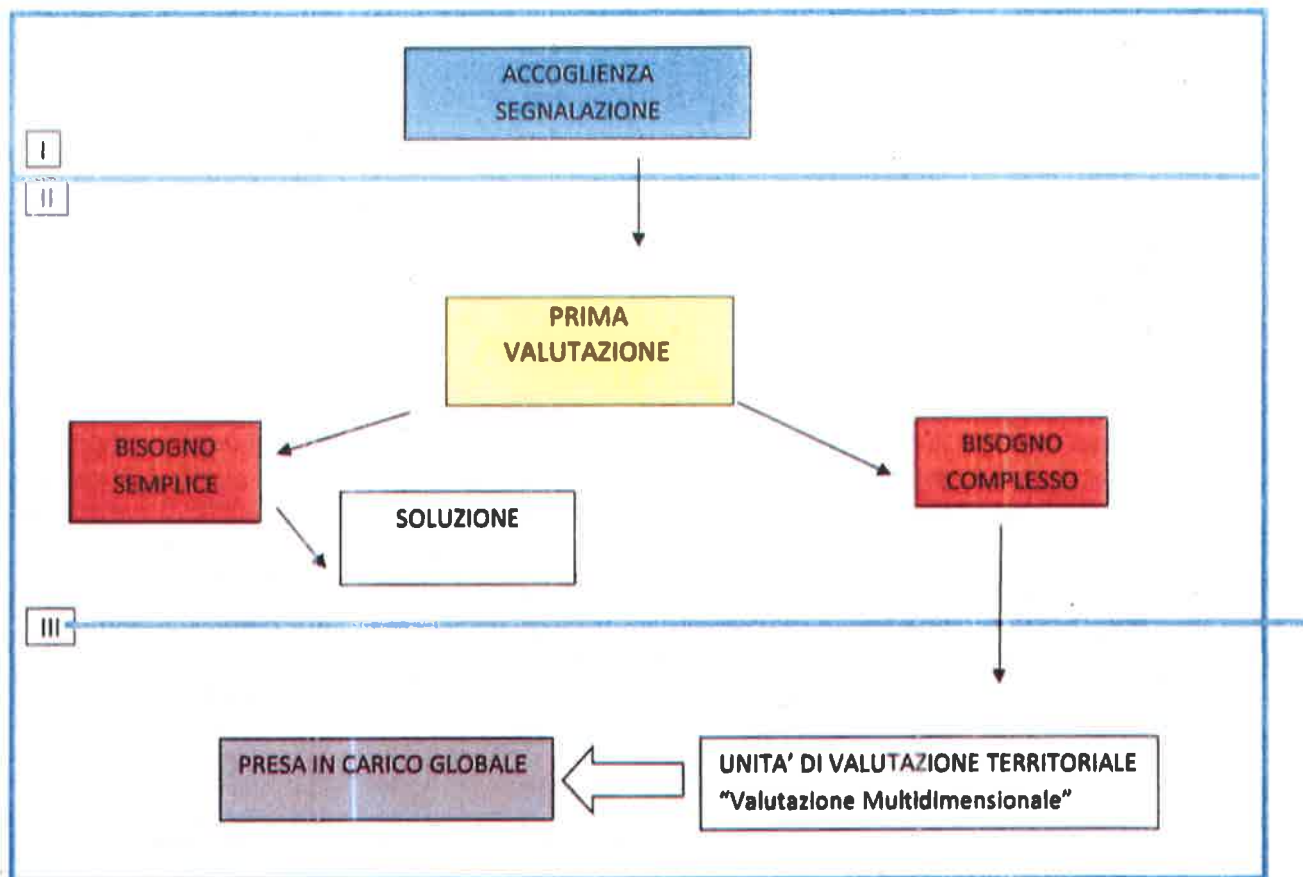 ACCOGLIENZA
SEGNALAZIONE
I
II
PRIMA
VALUTAZIONE
BISOGNO
SEMPLICE
BISOGNO
COMPLESSO
SOLUZIONE
III
PRESA IN CARICO GLOBALE
UNITA' DI VALUTAZIONE TERRITORIALE
"Valutazione Multidimensionale"